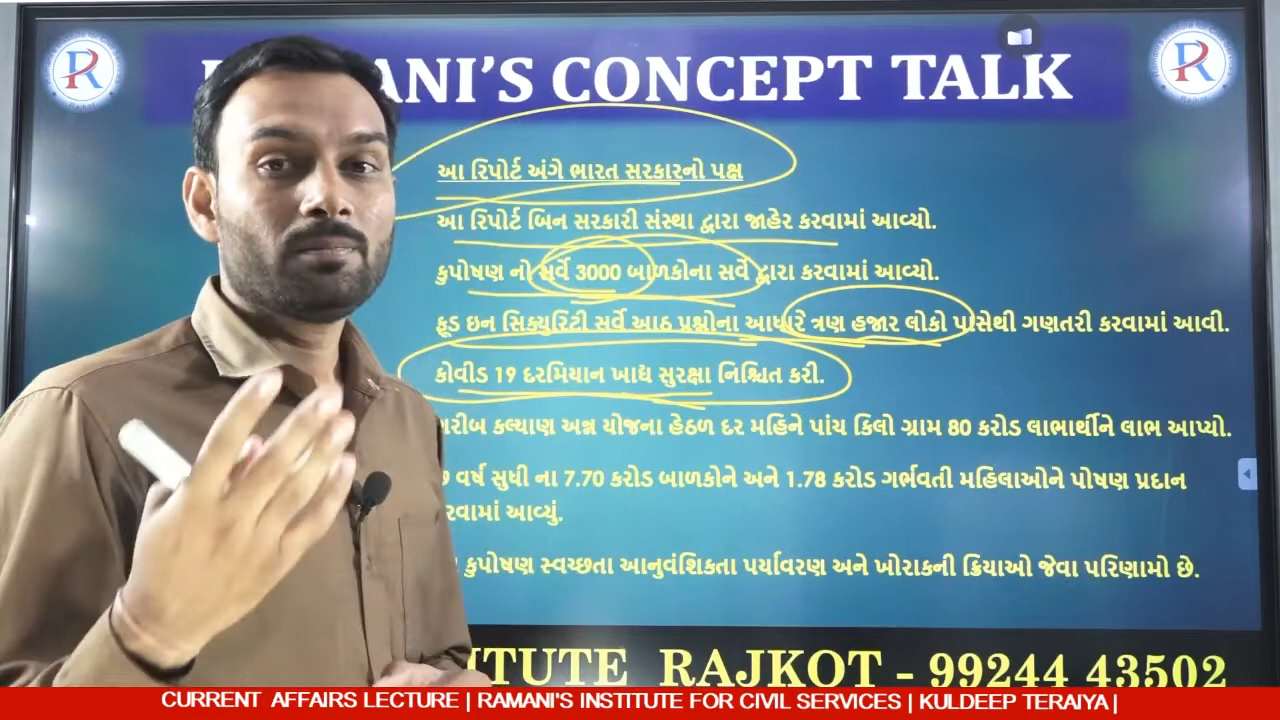 ANI'S CONCEPT TALK
આ રિપોર્ટ અંગે ભારત સરકારનો પક્ષ
આ રિપોર્ટ બિન સરકારી સંસ્થા દ્વારા જાહેર કરવામાં આવ્યો.
કુપોષણ નો સર્વે 3000 બાળકોના સર્વે દ્વારા કરવામાં આવ્યો.
ફૂડ ઇન સિક્યુરિટી સર્વે આઠ પ્રશ્નોના આધારે ત્રણ હજાર લોકો પાસેથી ગણતરી કરવામાં આવી.
કોવીડ 19 દરમિયાન ખાદ્ય સુરક્ષા નિશ્ચિત કરી.
ગરીબ કલ્યાણ અન્ન યોજના હેઠળ દર મહિને પાંચ કિલો ગ્રામ 80 કરોડ લાભાર્થીને લાભ આપ્યો.
વર્ષ સુધી ના 7.70 કરોડ બાળકોને અને 1.78 કરોડ ગર્ભવતી મહિલાઓને પોષણ પ્રદાન
કરવામાં આવ્યું.
કુપોષણ સ્વચ્છતા આનુવંશિકતા પર્યાવરણ અને ખોરાકની ક્રિયાઓ જેવા પરિણામો છે.
ITUTE RAJKOT - 99244 43502
CURRENT AFFAIRS LECTURE | RAMANI'S INSTITUTE FOR CIVIL SERVICES | KULDEEP TERAIYA |